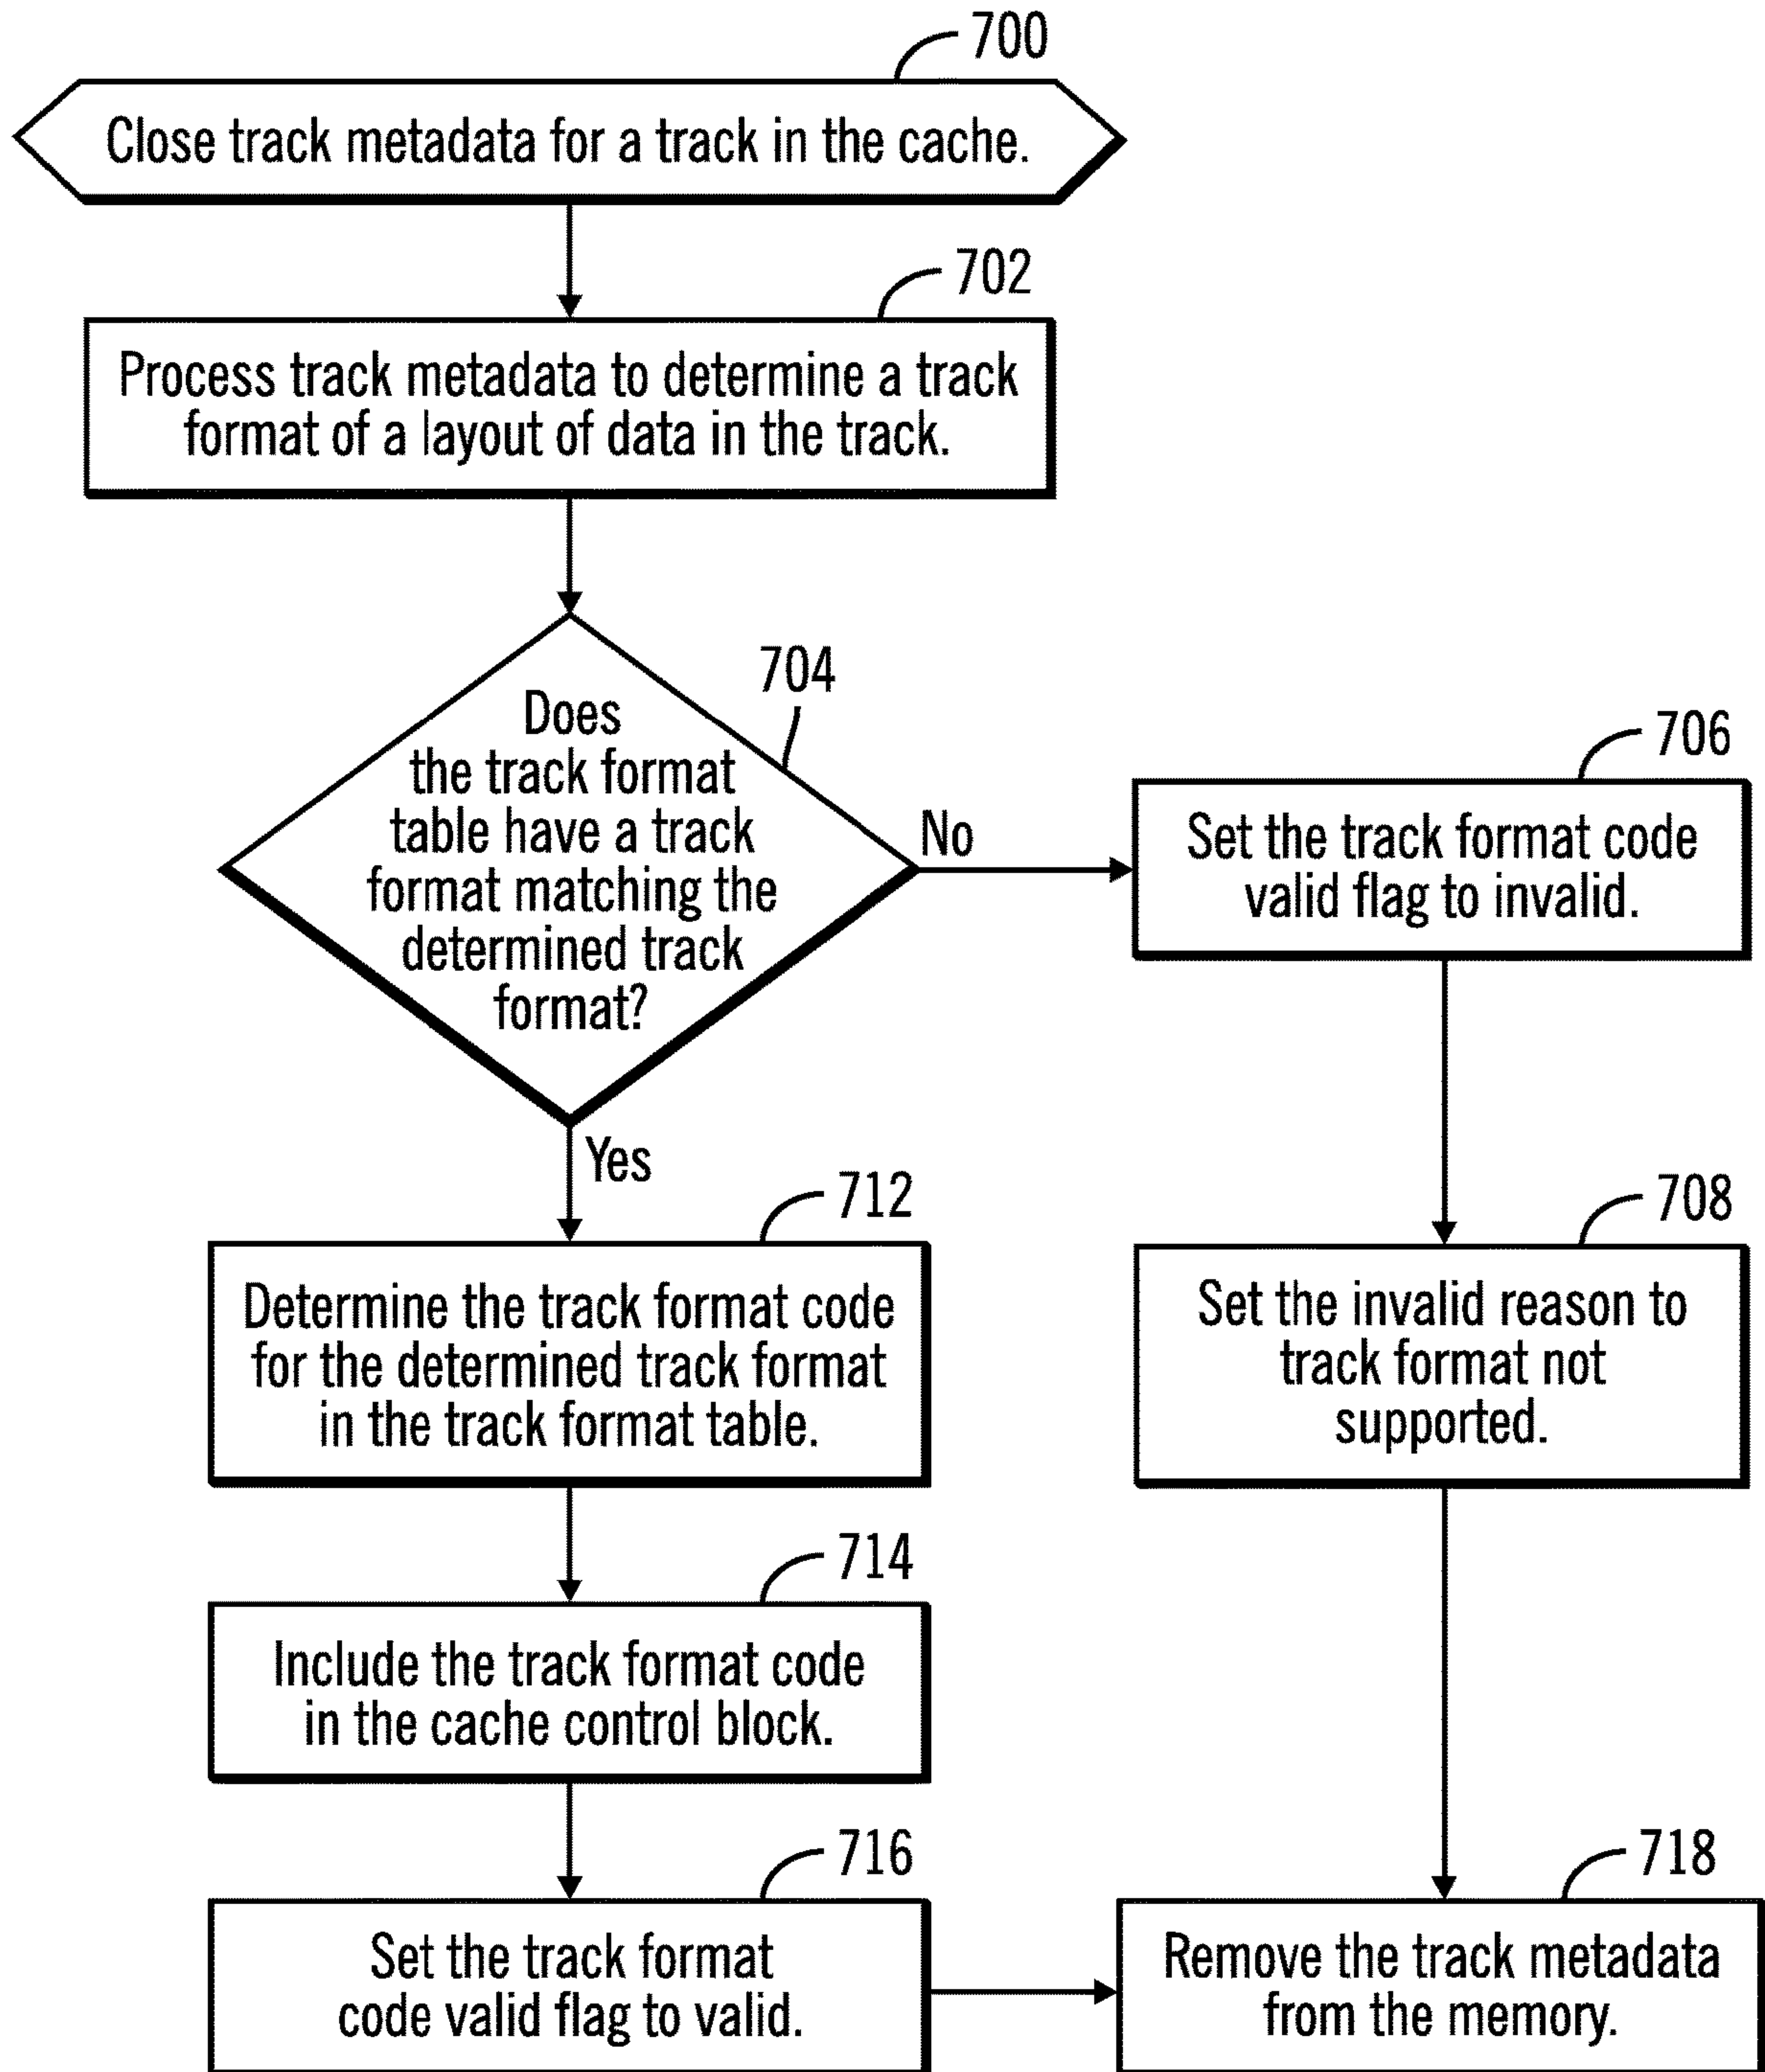 700
Close track metadata for a track in the cache.
702
Process track metadata to determine a track
format of a layout of data in the track.
704
Does
the track format
table have a track
format matching the
determined track
format?
No
706
Set the track format code
valid flag to invalid.
Yes
712
Determine the track format code
for the determined track format
in the track format table.
708
Set the invalid reason to
track format not
supported.
714
Include the track format code
in the cache control block.
716
Set the track format
code valid flag to valid.
718
Remove the track metadata
from the memory.